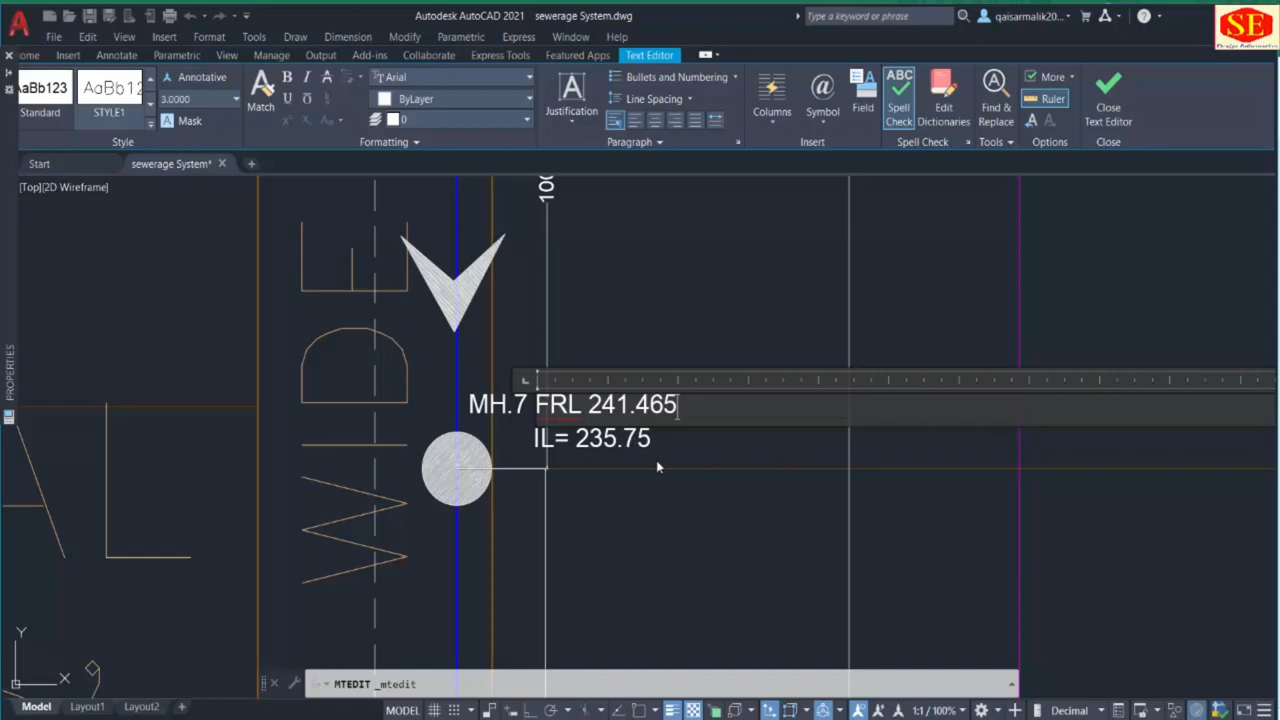 Autodesk AutoCAD 2021 sewerage System.dwg
Type a keyword or phrase
qaisarmalik20...
SE
File Edit View Insert Format Tools Draw Dimension Modify Parametric Express Window Help
ome Insert Annotate Parametric View Manage Output Add-ins Collaborate Express Tools Featured Apps Text Editor
AaBb123 AaBb12
Standard STYLE1
Annotative
3.0000
Mask
Style
Match
B I A
U O
Arial
ByLayer
0
Formatting
Justification
Bullets and Numbering
Line Spacing
Paragraph
Columns
Symbol
Field
Insert
ABC
Spell Check
Edit Dictionaries
Spell Check
Find & Replace
Tools
More
Ruler
Options
Close Text Editor
Close
Start sewerage System*
[Top][2D Wireframe]
100
WIDE
MH.7 FRL 241.465
IL= 235.75
PROPERTIES
Y
X
MTEDIT _mtedit
Model Layout1 Layout2
MODEL 1:1 / 100% Decimal